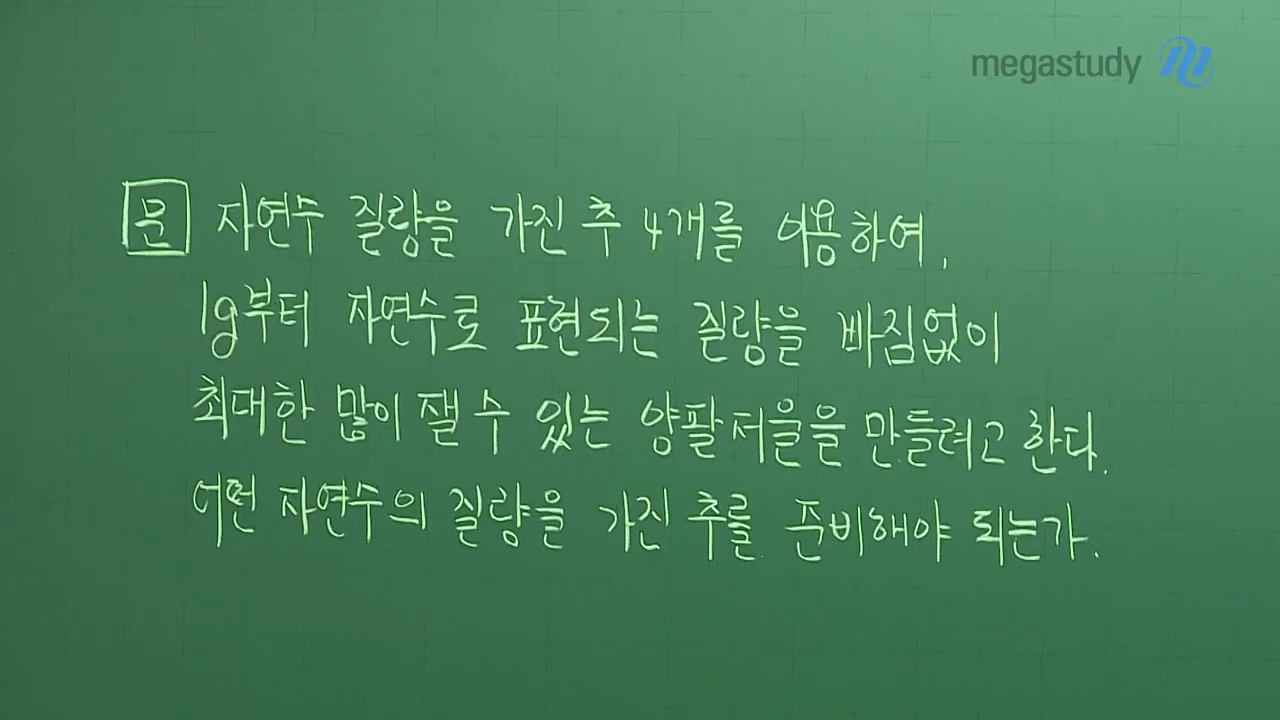 megastudy
문 자연수 질량을 가진 추 4개를 이용하여,
1g부터 자연수로 표현되는 질량을 빠짐없이
최대한 많이 잴 수 있는 양팔저울을 만들려고 한다.
어떤 자연수의 질량을 가진 추를 준비해야 되는가.